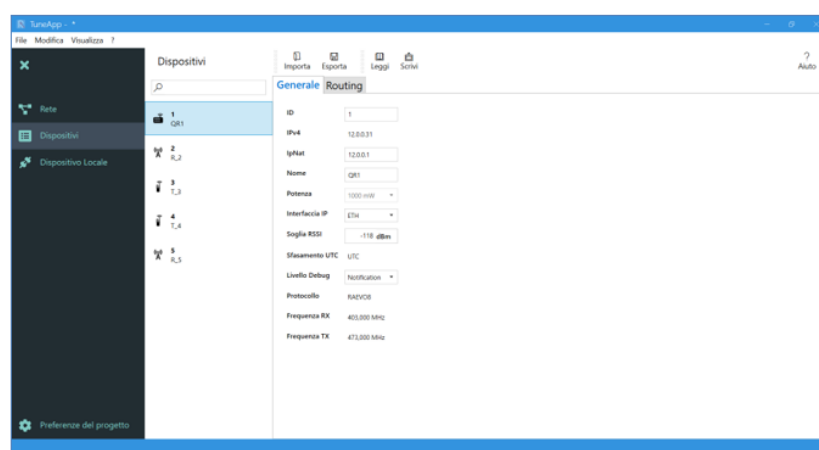 TuneApp - *
File Modifica Visualizza ?
Dispositivi
Importa Esporta Leggi Scrivi
?
Aiuto
Generale Routing
Rete
Dispositivi
Dispositivo Locale
1
QR1
2
R_2
3
T_3
4
T_4
5
R_5
ID 1
IPv4 12.0.0.31
IpNat 12.0.0.1
Nome QR1
Potenza 1000 mW
Interfaccia IP ETH
Soglia RSSI -118 dBm
Sfasamento UTC UTC
Livello Debug Notification
Protocollo RAEVO8
Frequenza RX 403,000 MHz
Frequenza TX 473,000 MHz
Preferenze del progetto